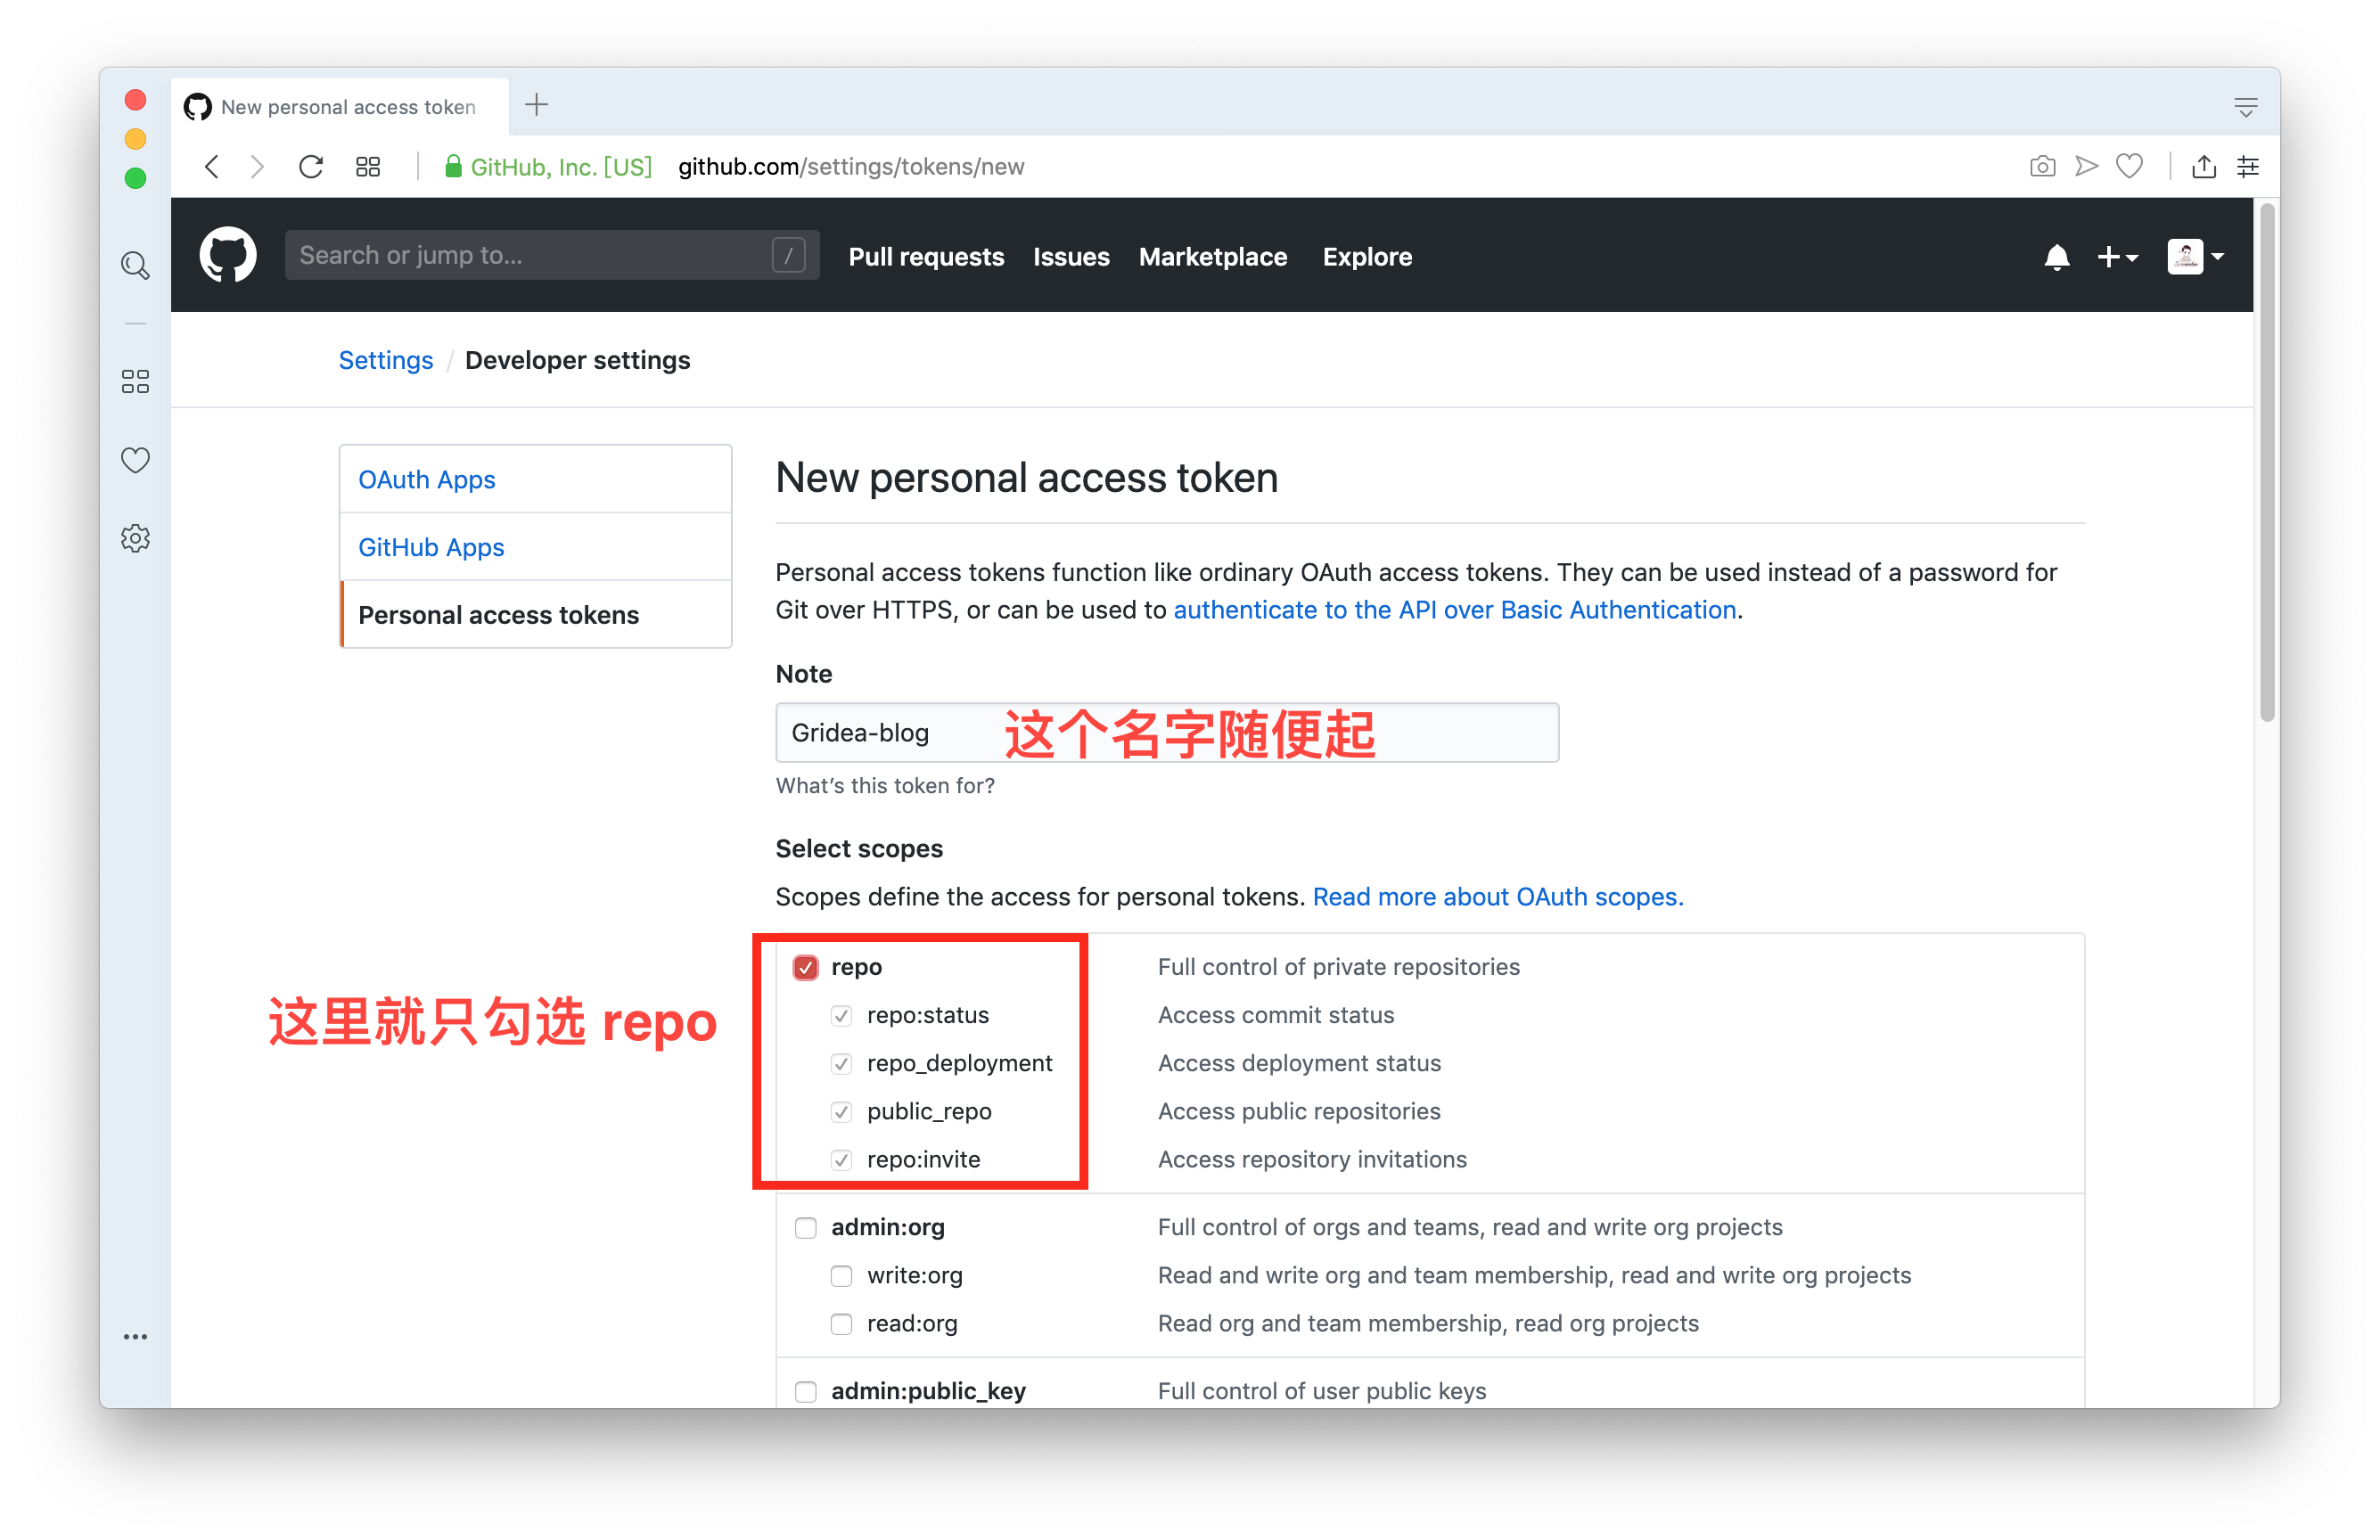 New personal access token
GitHub, Inc. [US] github.com/settings/tokens/new
Search or jump to... / Pull requests Issues Marketplace Explore
Settings / Developer settings
OAuth Apps
GitHub Apps
Personal access tokens
New personal access token
Personal access tokens function like ordinary OAuth access tokens. They can be used instead of a password for
Git over HTTPS, or can be used to authenticate to the API over Basic Authentication.
Note
Gridea-blog 这个名字随便起
What's this token for?
Select scopes
Scopes define the access for personal tokens. Read more about OAuth scopes.
这里就只勾选 repo
repo Full control of private repositories
repo:status Access commit status
repo_deployment Access deployment status
public_repo Access public repositories
repo:invite Access repository invitations
admin:org Full control of orgs and teams, read and write org projects
write:org Read and write org and team membership, read and write org projects
read:org Read org and team membership, read org projects
admin:public_key Full control of user public keys